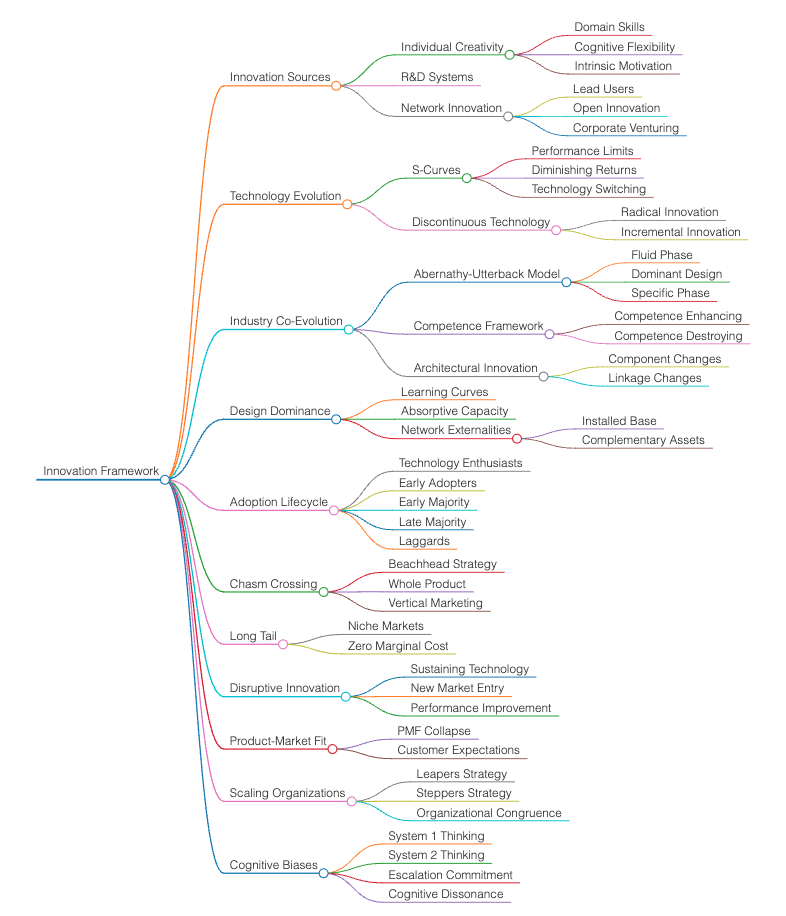 Innovation Framework
Innovation Sources
Individual Creativity
Domain Skills
Cognitive Flexibility
Intrinsic Motivation
R&D Systems
Network Innovation
Lead Users
Open Innovation
Corporate Venturing
Technology Evolution
S-Curves
Performance Limits
Diminishing Returns
Technology Switching
Discontinuous Technology
Radical Innovation
Incremental Innovation
Industry Co-Evolution
Abernathy-Utterback Model
Fluid Phase
Dominant Design
Specific Phase
Competence Framework
Competence Enhancing
Competence Destroying
Architectural Innovation
Component Changes
Linkage Changes
Design Dominance
Learning Curves
Absorptive Capacity
Network Externalities
Installed Base
Complementary Assets
Adoption Lifecycle
Technology Enthusiasts
Early Adopters
Early Majority
Late Majority
Laggards
Chasm Crossing
Beachhead Strategy
Whole Product
Vertical Marketing
Long Tail
Niche Markets
Zero Marginal Cost
Disruptive Innovation
Sustaining Technology
New Market Entry
Performance Improvement
Product-Market Fit
PMF Collapse
Customer Expectations
Scaling Organizations
Leapers Strategy
Steppers Strategy
Organizational Congruence
Cognitive Biases
System 1 Thinking
System 2 Thinking
Escalation Commitment
Cognitive Dissonance